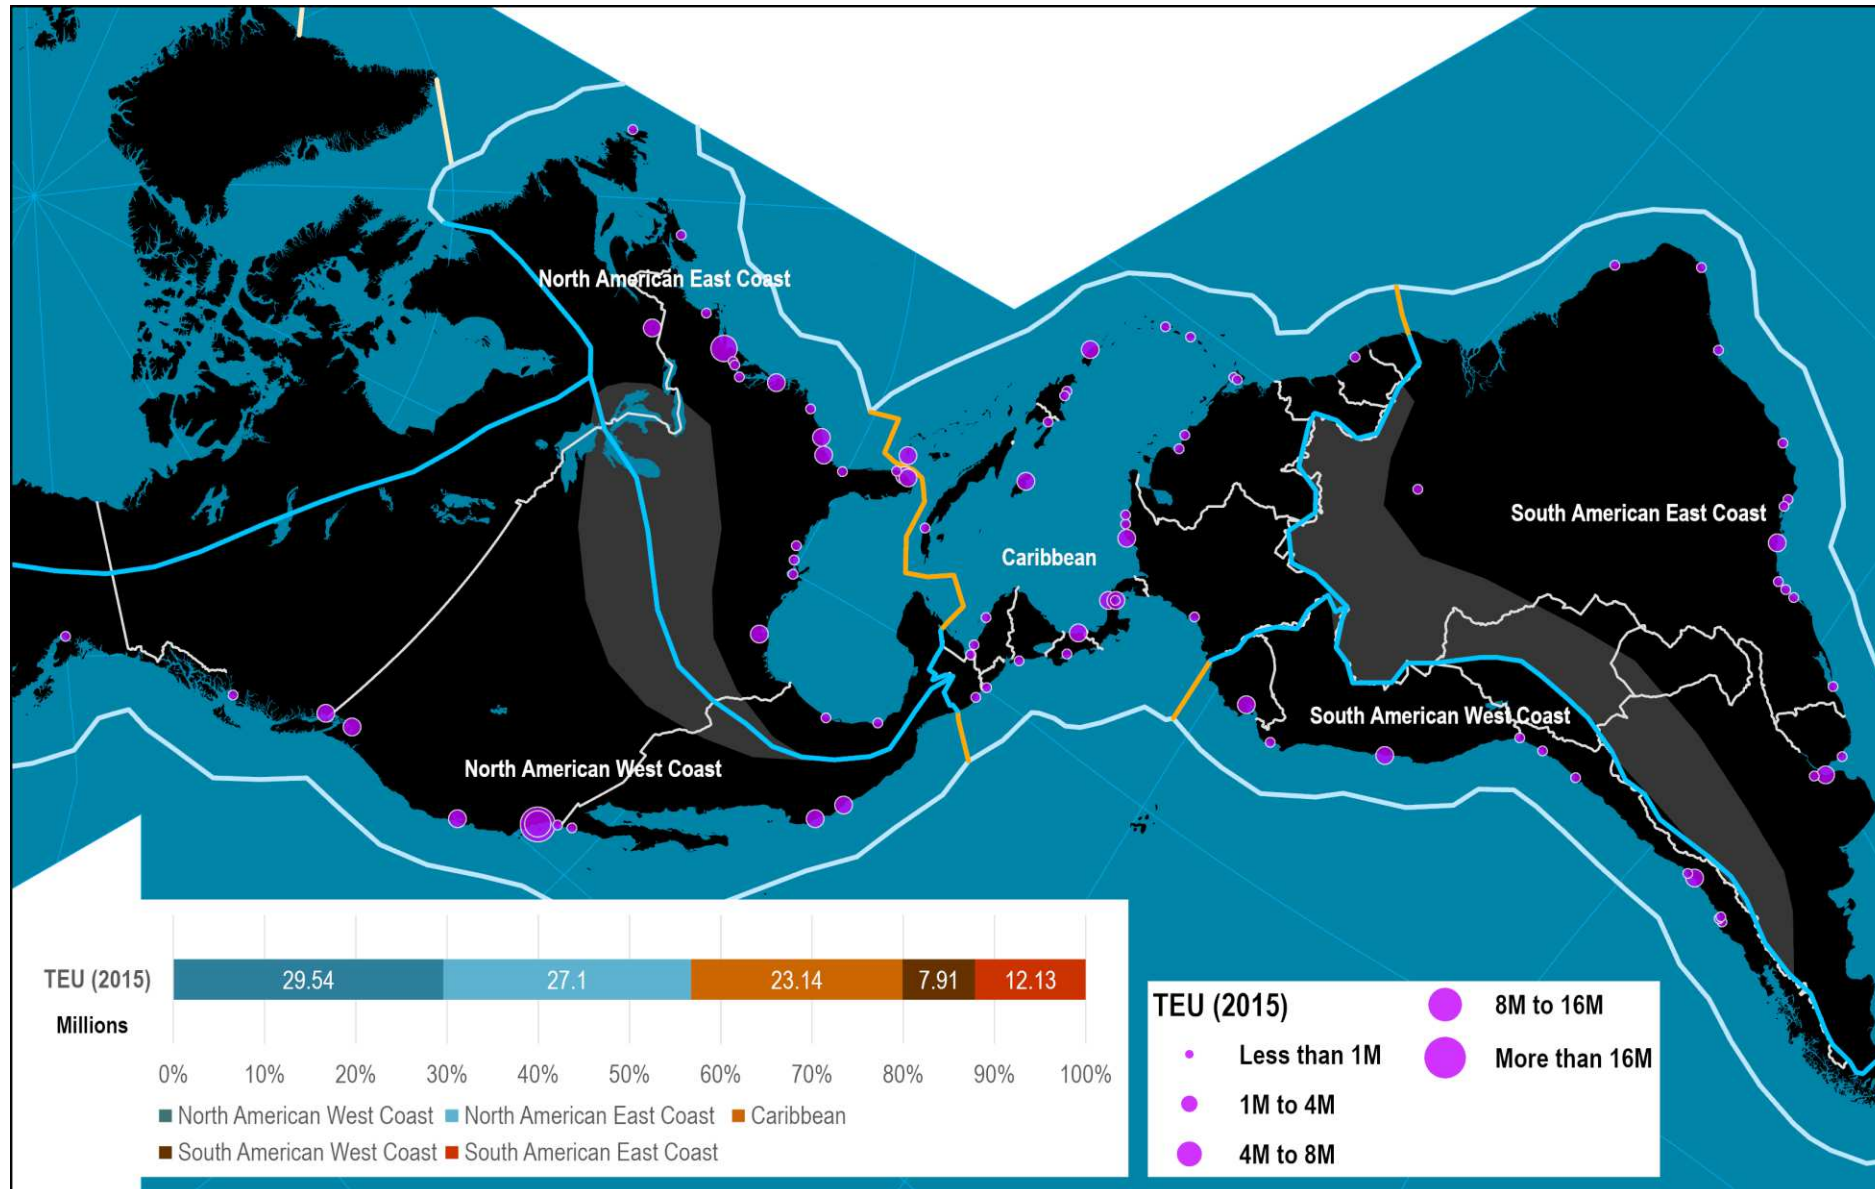 North American East Coast
South American East Coast
Caribbean
South American West Coast
North American West Coast
TEU (2015)
Millions
29.54
27.1
23.14
7.91
12.13
0%
10%
20%
30%
40%
50%
60%
70%
80%
90%
100%
North American West Coast
North American East Coast
Caribbean
South American West Coast
South American East Coast
TEU (2015)
Less than 1M
1M to 4M
4M to 8M
8M to 16M
More than 16M